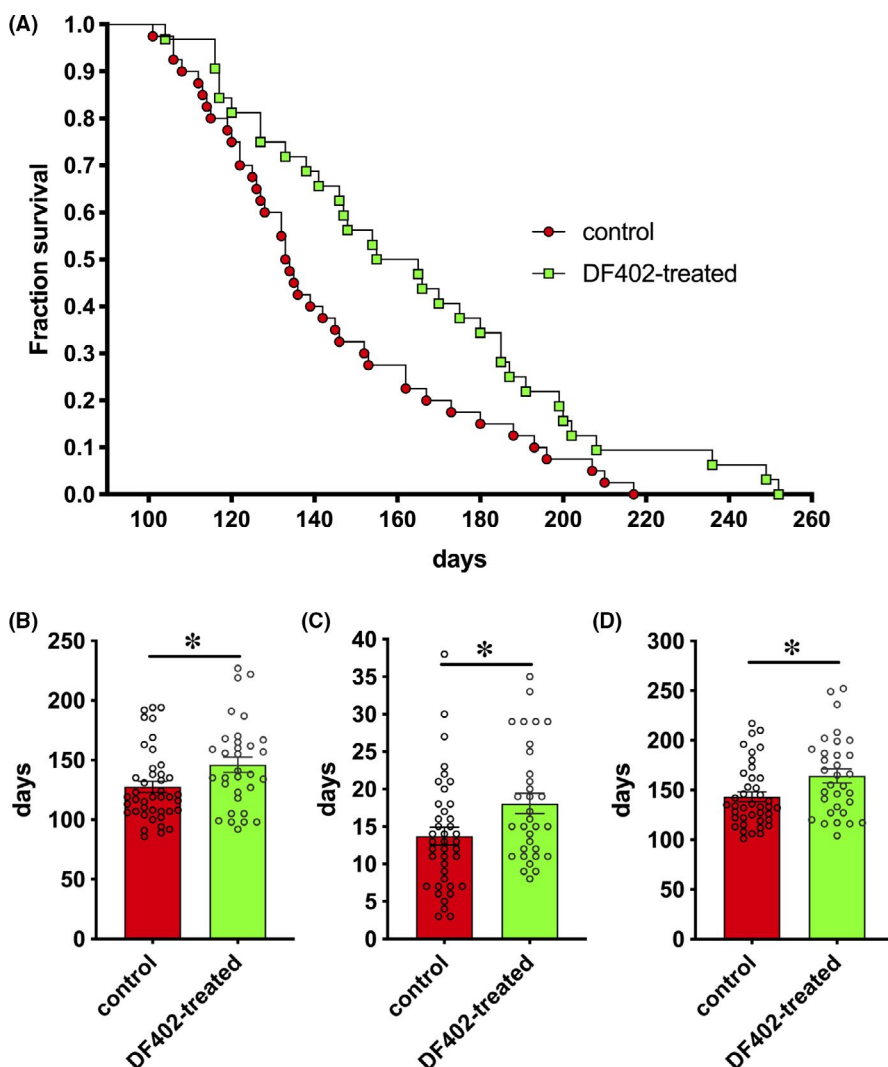 (A)
1.0
0.9
0.8
0.7
0.6
0.5
0.4
0.3
0.2
0.1
0.0
Fraction survival
control
DF402-treated
100 120 140 160 180 200 220 240 260
days
(B)
250
200
150
100
50
0
days
*
control
DF402-treated
(C)
40
35
30
25
20
15
10
5
0
days
*
control
DF402-treated
(D)
300
250
200
150
100
50
0
days
*
control
DF402-treated